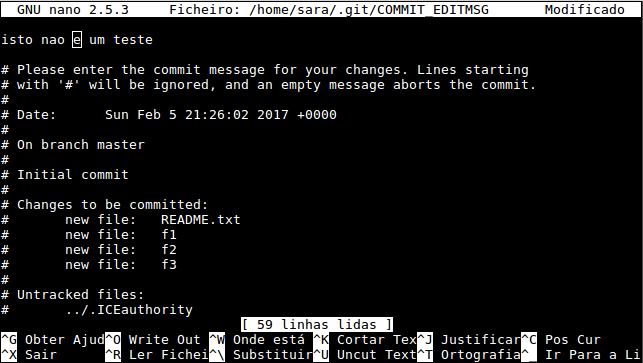 GNU nano 2.5.3 Ficheiro: /home/sara/.git/COMMIT_EDITMSG Modificado
isto nao e um teste
# Please enter the commit message for your changes. Lines starting
# with '#' will be ignored, and an empty message aborts the commit.
#
# Date: Sun Feb 5 21:26:02 2017 +0000
#
# On branch master
#
# Initial commit
#
# Changes to be committed:
# new file: README.txt
# new file: f1
# new file: f2
# new file: f3
#
# Untracked files:
# ../.ICEauthority
[ 59 linhas lidas ]
^G Obter Ajud^O Write Out ^W Onde está ^K Cortar Tex^J Justificar^C Pos Cur
^X Sair ^R Ler Fichei^\ Substituir^U Uncut Text^T Ortografia^_ Ir Para a Li